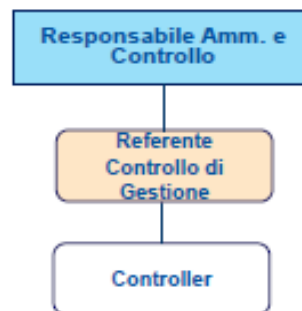 Responsabile Amm. e
Controllo
Referente
Controllo di
Gestione
Controller